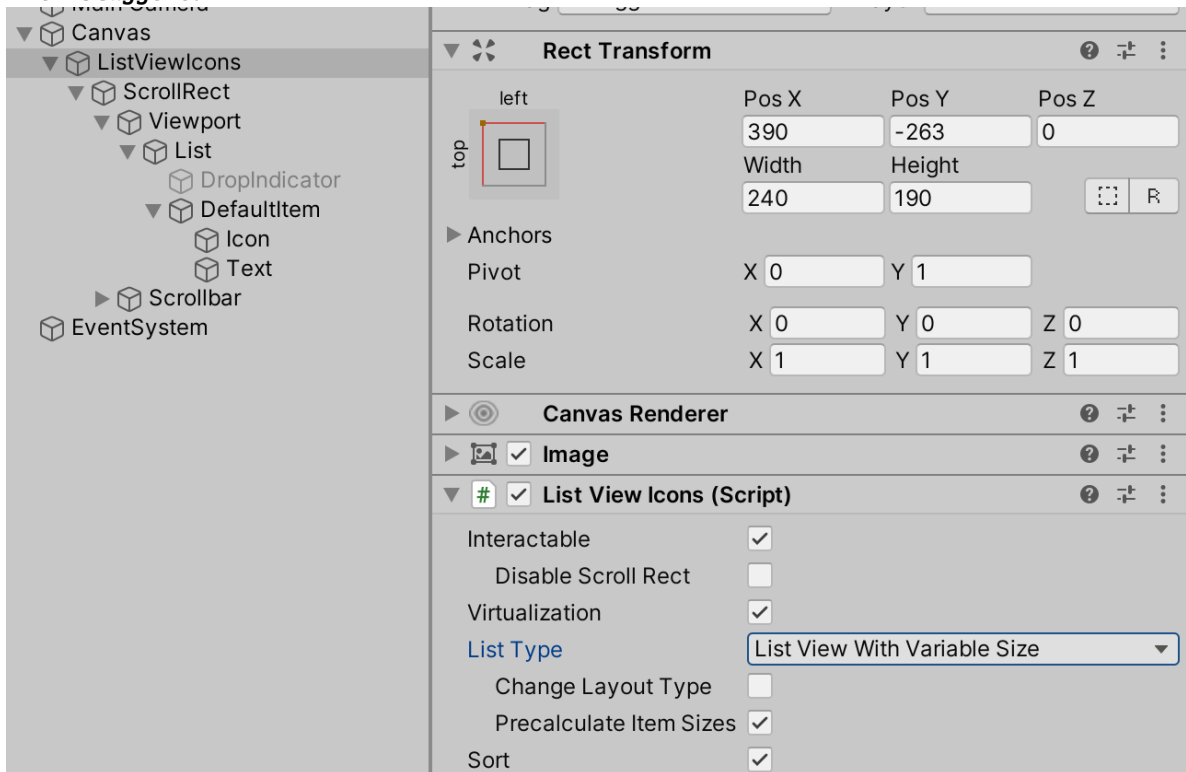 Canvas
ListViewIcons
ScrollRect
Viewport
List
DropIndicator
DefaultItem
Icon
Text
Scrollbar
EventSystem
Rect Transform
left
top
Pos X Pos Y Pos Z
390 -263 0
Width Height
240 190
R
Anchors
Pivot X 0 Y 1
Rotation X 0 Y 0 Z 0
Scale X 1 Y 1 Z 1
Canvas Renderer
Image
# List View Icons (Script)
Interactable
Disable Scroll Rect
Virtualization
List Type List View With Variable Size
Change Layout Type
Precalculate Item Sizes
Sort